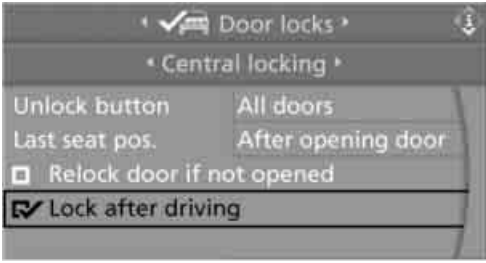 Door locks
Central locking
Unlock button All doors
Last seat pos. After opening door
Relock door if not opened
Lock after driving